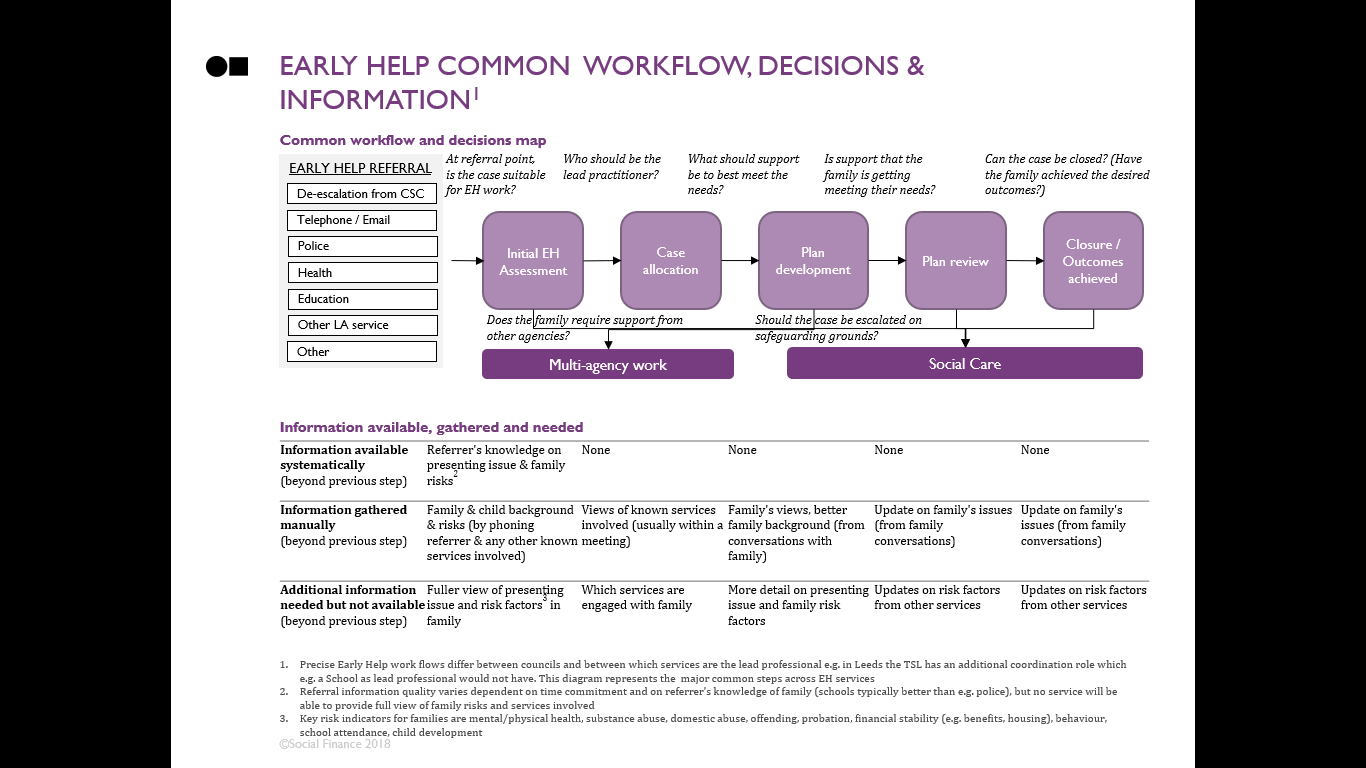 EARLY HELP COMMON WORKFLOW, DECISIONS &
INFORMATION1
Common workflow and decisions map
EARLY HELP REFERRAL
De-escalation from CSC
Telephone / Email
Police
Health
Education
Other LA service
Other
At referral point,
is the case suitable
for EH work?
Who should be the
lead practitioner?
What should support
be to best meet the
needs?
Is support that the
family is getting
meeting their needs?
Can the case be closed? (Have
the family achieved the desired
outcomes?)
Initial EH
Assessment
Case
allocation
Plan
development
Plan review
Closure /
Outcomes
achieved
Does the family require support from
other agencies?
Should the case be escalated on
safeguarding grounds?
Multi-agency work
Social Care
Information available, gathered and needed
Information available
systematically
(beyond previous step)
Referrer's knowledge on
presenting issue & family
risks2
None
None
None
None
Information gathered
manually
(beyond previous step)
Family & child background
& risks (by phoning
referrer & any other known
services involved)
Views of known services
involved (usually within a
meeting)
Family's views, better
family background (from
conversations with
family)
Update on family's issues
(from family
conversations)
Update on family's
issues (from family
conversations)
Additional information
needed but not available
(beyond previous step)
Fuller view of presenting
issue and risk factors3 in
family
Which services are
engaged with family
More detail on presenting
issue and family risk
factors
Updates on risk factors
from other services
Updates on risk factors
from other services
1. Precise Early Help work flows differ between councils and between which services are the lead professional e.g. in Leeds the TSL has an additional coordination role which
e.g. a School as lead professional would not have. This diagram represents the major common steps across EH services
2. Referral information quality varies dependent on time commitment and on referrer's knowledge of family (schools typically better than e.g. police), but no service will be
able to provide full view of family risks and services involved
3. Key risk indicators for families are mental/physical health, substance abuse, domestic abuse, offending, probation, financial stability (e.g. benefits, housing), behaviour,
school attendance, child development
©Social Finance 2018